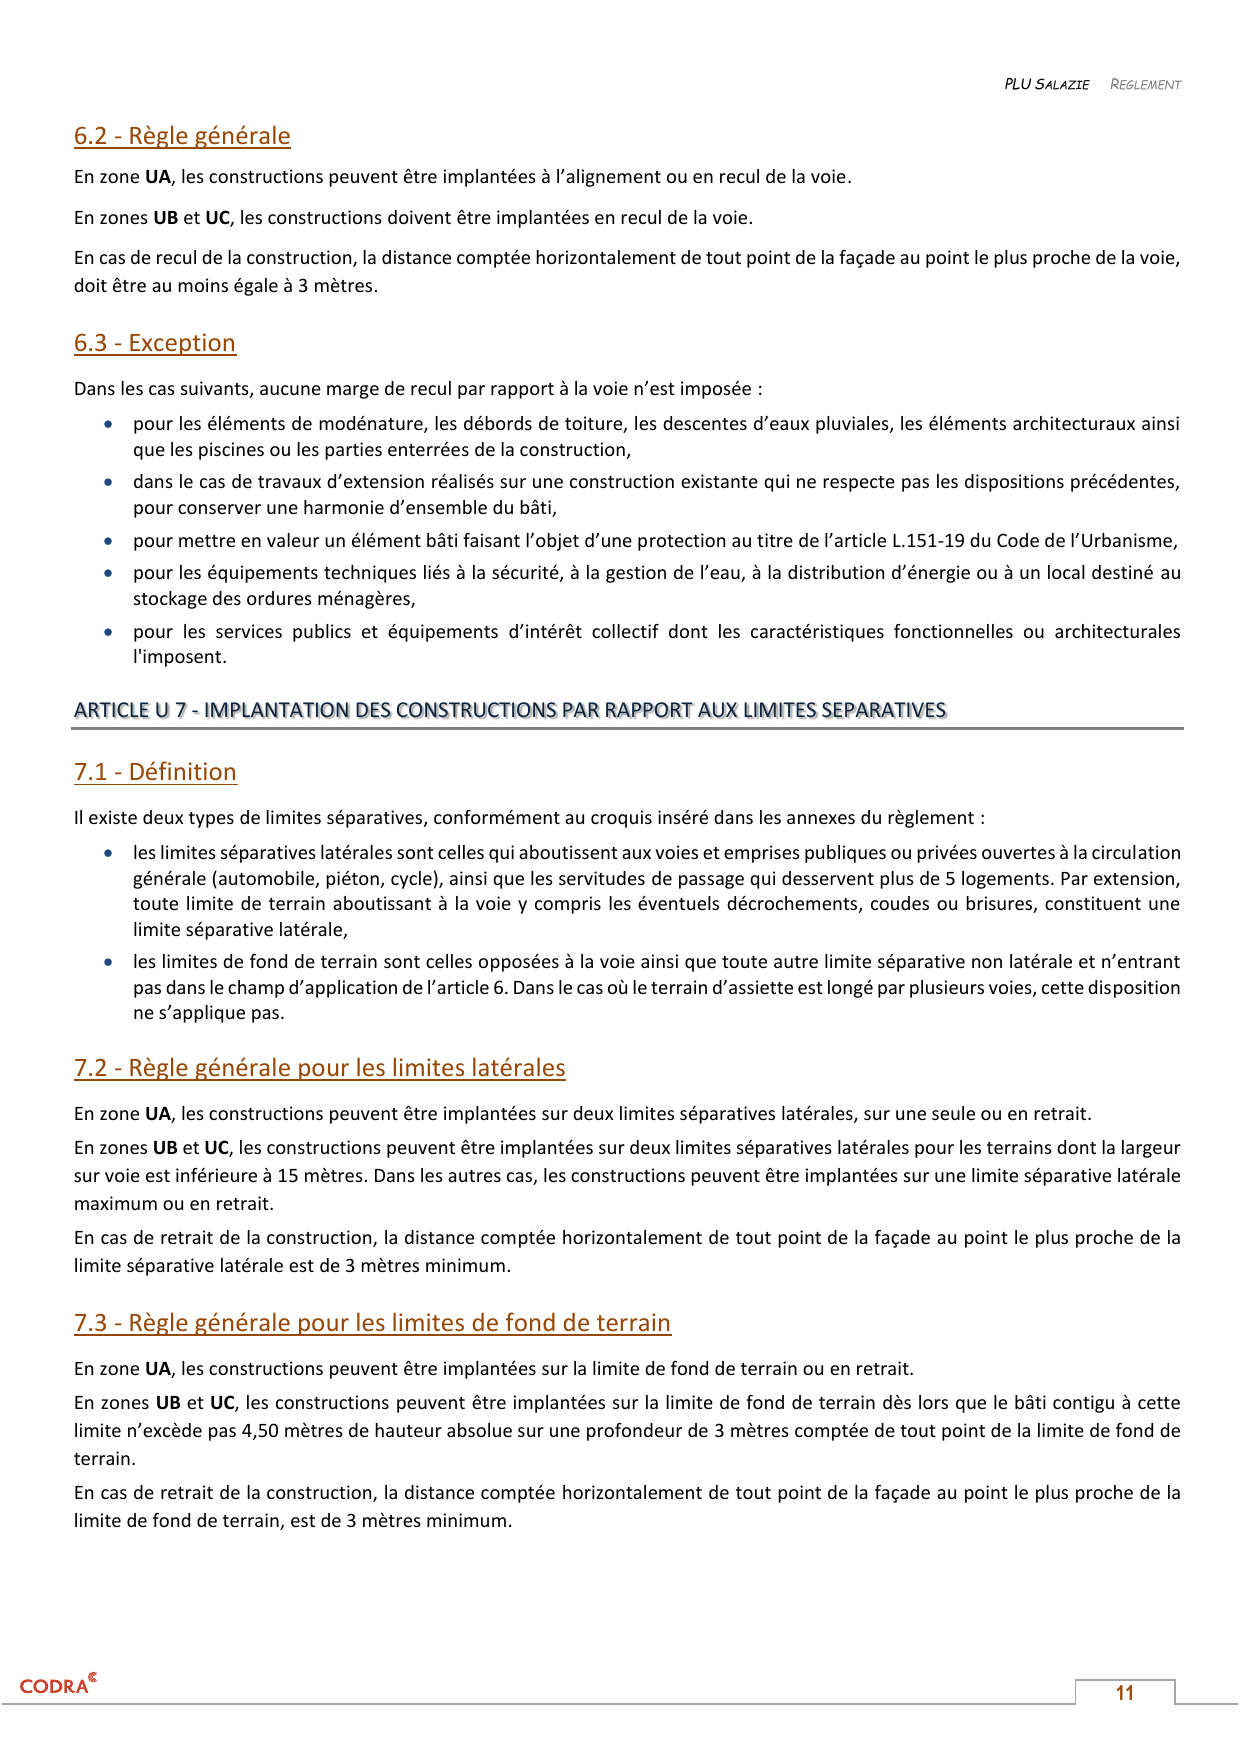 PLU SALAZIE REGLEMENT
6.2 - Règle générale
En zone UA, les constructions peuvent être implantées à l’alignement ou en recul de la voie.
En zones UB et UC, les constructions doivent être implantées en recul de la voie.
En cas de recul de la construction, la distance comptée horizontalement de tout point de la façade au point le plus proche de la voie,
doit être au moins égale à 3 mètres.
6.3 - Exception
Dans les cas suivants, aucune marge de recul par rapport à la voie n’est imposée :
• pour les éléments de modénature, les débords de toiture, les descentes d’eaux pluviales, les éléments architecturaux ainsi
que les piscines ou les parties enterrées de la construction,
• dans le cas de travaux d’extension réalisés sur une construction existante qui ne respecte pas les dispositions précédentes,
pour conserver une harmonie d’ensemble du bâti,
• pour mettre en valeur un élément bâti faisant l’objet d’une protection au titre de l’article L.151-19 du Code de l’Urbanisme,
• pour les équipements techniques liés à la sécurité, à la gestion de l’eau, à la distribution d’énergie ou à un local destiné au
stockage des ordures ménagères,
• pour les services publics et équipements d’intérêt collectif dont les caractéristiques fonctionnelles ou architecturales
l'imposent.
ARTICLE U 7 - IMPLANTATION DES CONSTRUCTIONS PAR RAPPORT AUX LIMITES SEPARATIVES
7.1 - Définition
Il existe deux types de limites séparatives, conformément au croquis inséré dans les annexes du règlement :
• les limites séparatives latérales sont celles qui aboutissent aux voies et emprises publiques ou privées ouvertes à la circulation
générale (automobile, piéton, cycle), ainsi que les servitudes de passage qui desservent plus de 5 logements. Par extension,
toute limite de terrain aboutissant à la voie y compris les éventuels décrochements, coudes ou brisures, constituent une
limite séparative latérale,
• les limites de fond de terrain sont celles opposées à la voie ainsi que toute autre limite séparative non latérale et n’entrant
pas dans le champ d’application de l’article 6. Dans le cas où le terrain d’assiette est longé par plusieurs voies, cette disposition
ne s’applique pas.
7.2 - Règle générale pour les limites latérales
En zone UA, les constructions peuvent être implantées sur deux limites séparatives latérales, sur une seule ou en retrait.
En zones UB et UC, les constructions peuvent être implantées sur deux limites séparatives latérales pour les terrains dont la largeur
sur voie est inférieure à 15 mètres. Dans les autres cas, les constructions peuvent être implantées sur une limite séparative latérale
maximum ou en retrait.
En cas de retrait de la construction, la distance comptée horizontalement de tout point de la façade au point le plus proche de la
limite séparative latérale est de 3 mètres minimum.
7.3 - Règle générale pour les limites de fond de terrain
En zone UA, les constructions peuvent être implantées sur la limite de fond de terrain ou en retrait.
En zones UB et UC, les constructions peuvent être implantées sur la limite de fond de terrain dès lors que le bâti contigu à cette
limite n’excède pas 4,50 mètres de hauteur absolue sur une profondeur de 3 mètres comptée de tout point de la limite de fond de
terrain.
En cas de retrait de la construction, la distance comptée horizontalement de tout point de la façade au point le plus proche de la
limite de fond de terrain, est de 3 mètres minimum.
CODRA
11